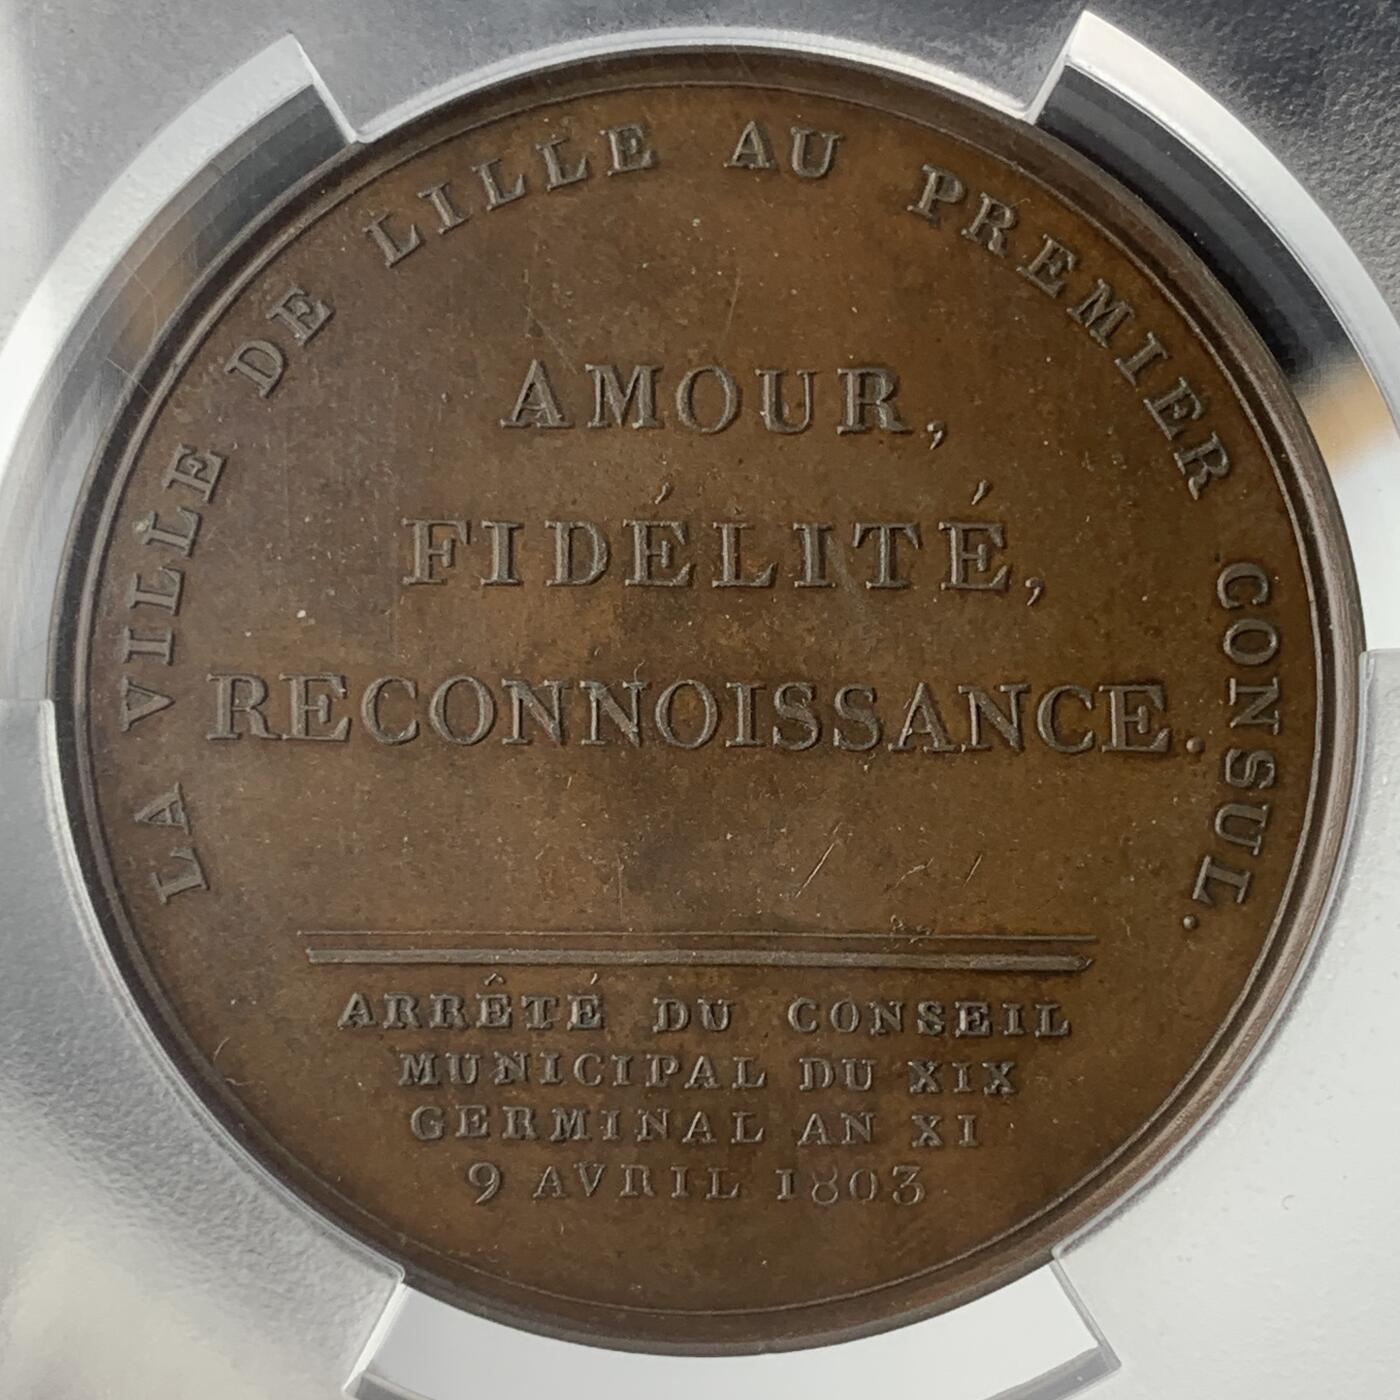 LA VILLE DE LILLE AU PREMIER CONSUL.
AMOUR,
FIDÉLITÉ,
RECONNOISSANCE.
ARRÊTÉ DU CONSEIL
MUNICIPAL DU XIX
GERMINAL AN XI
9 AVRIL 1803